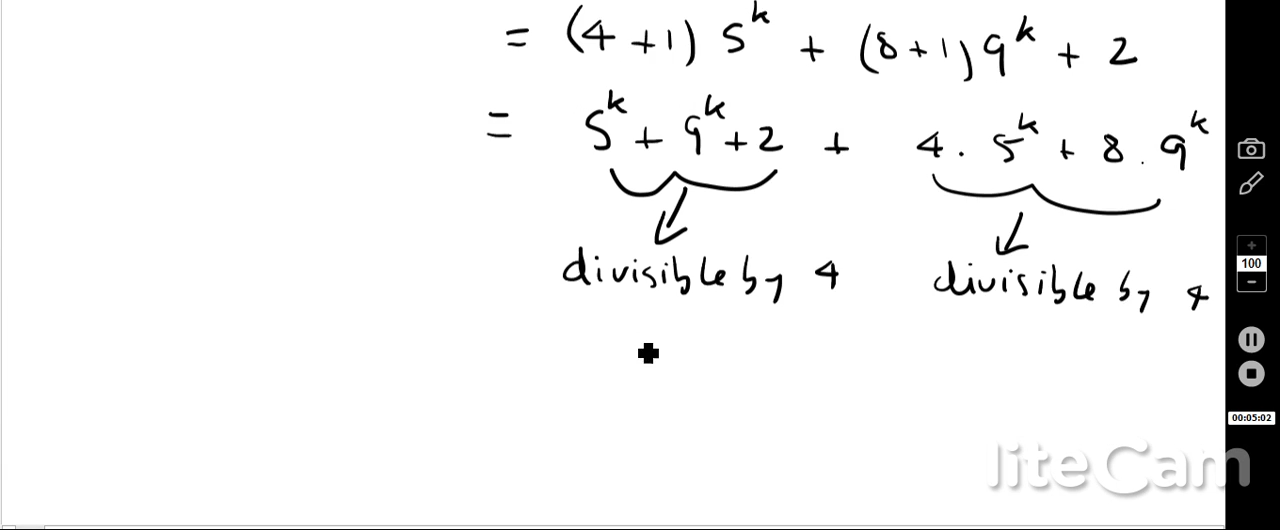 = (4 + 1) 5^k + (8 + 1) 9^k + 2
= 5^k + 9^k + 2 + 4 . 5^k + 8 . 9^k
divisible by 4 divisible by 4
100
00:05:02
liteCam